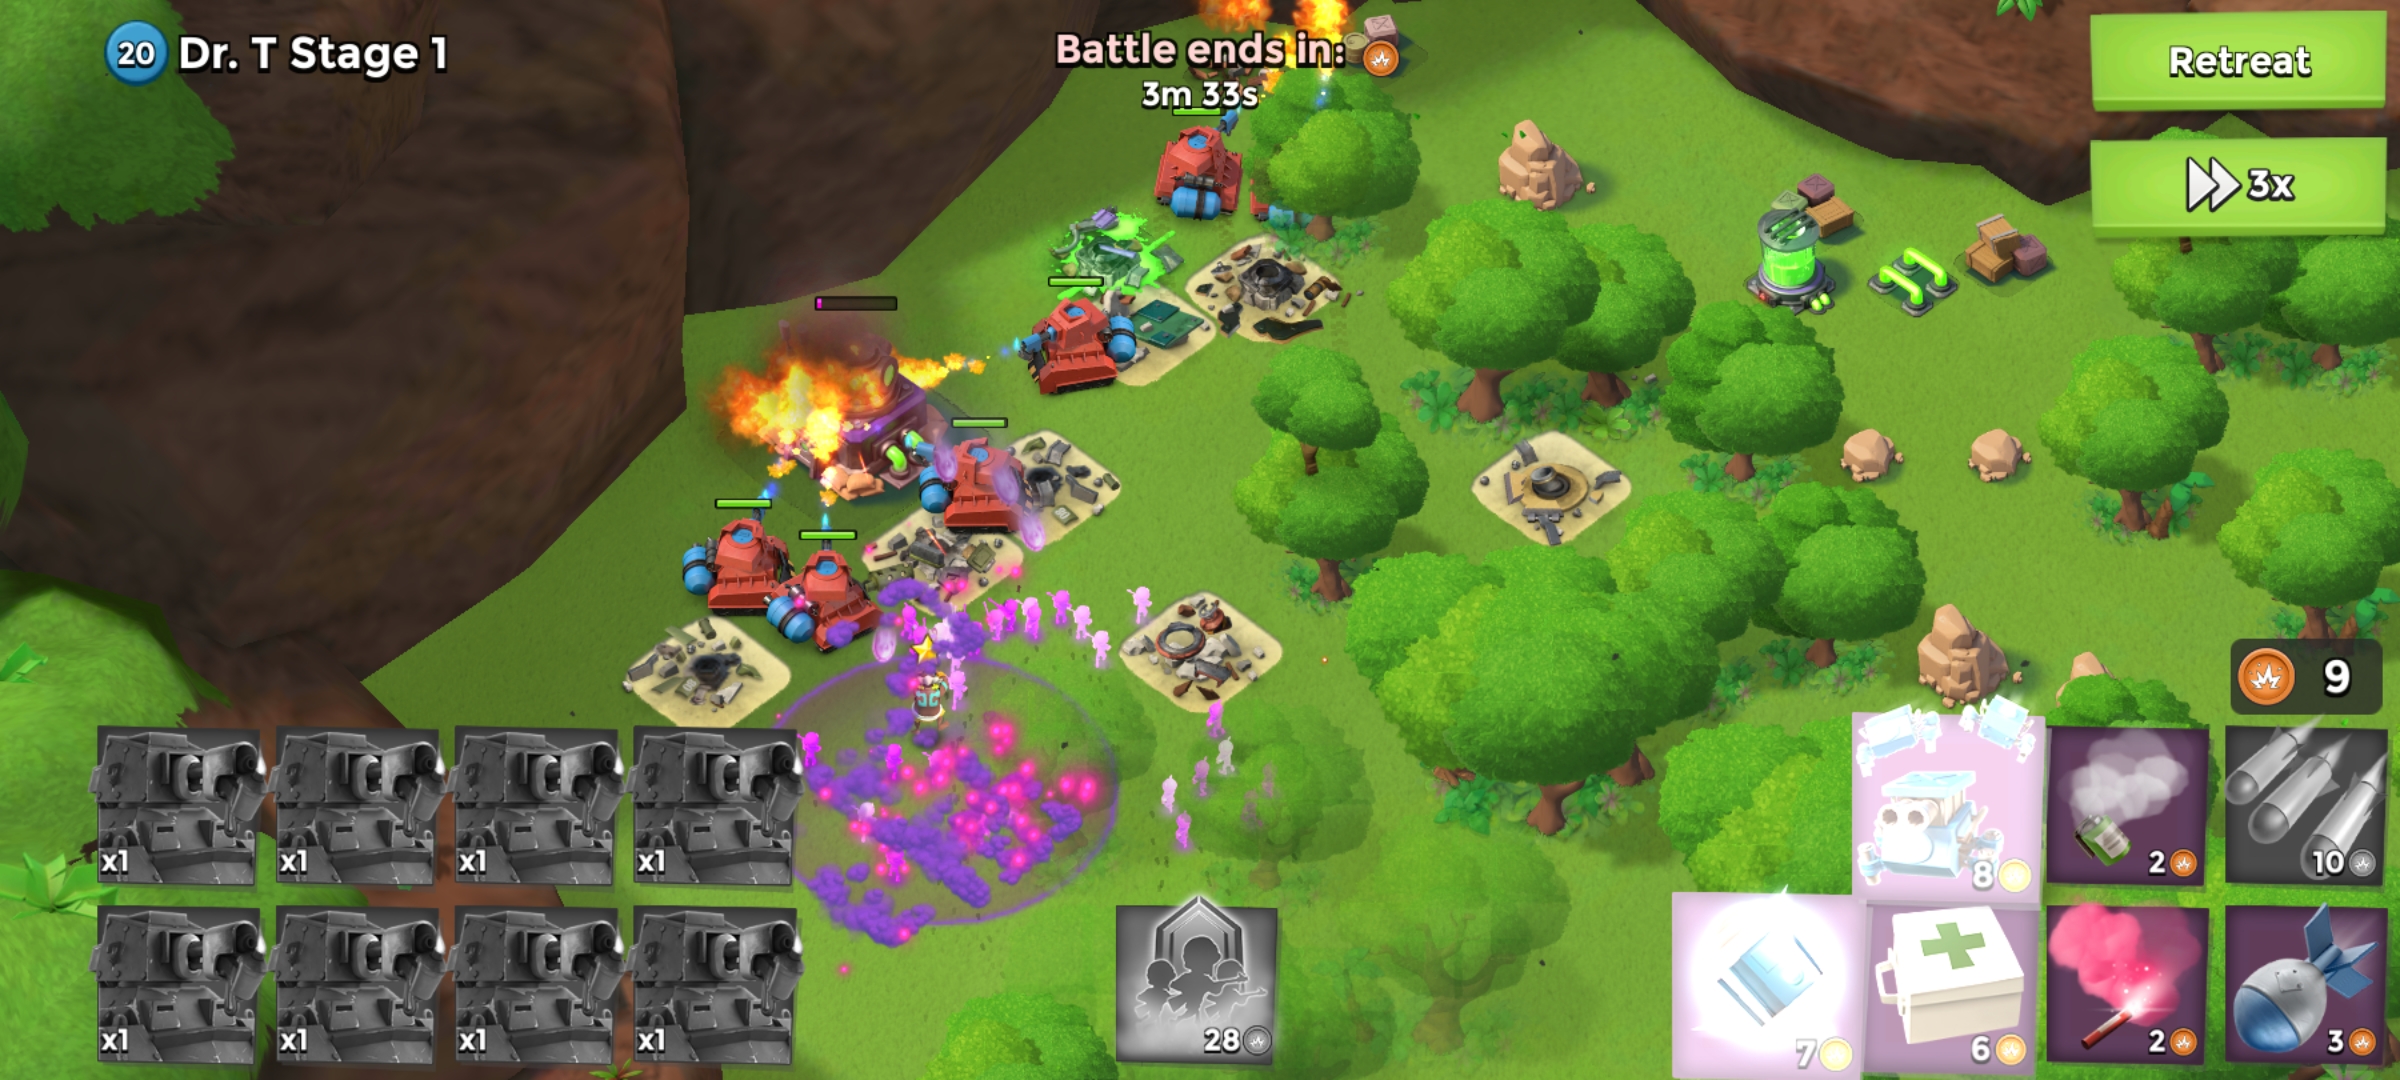 20 Dr. T Stage 1
Battle ends in:
3m 33s
Retreat
3x
9
x1 x1 x1 x1
8 2 10
x1 x1 x1 x1
28
7 6 2 3